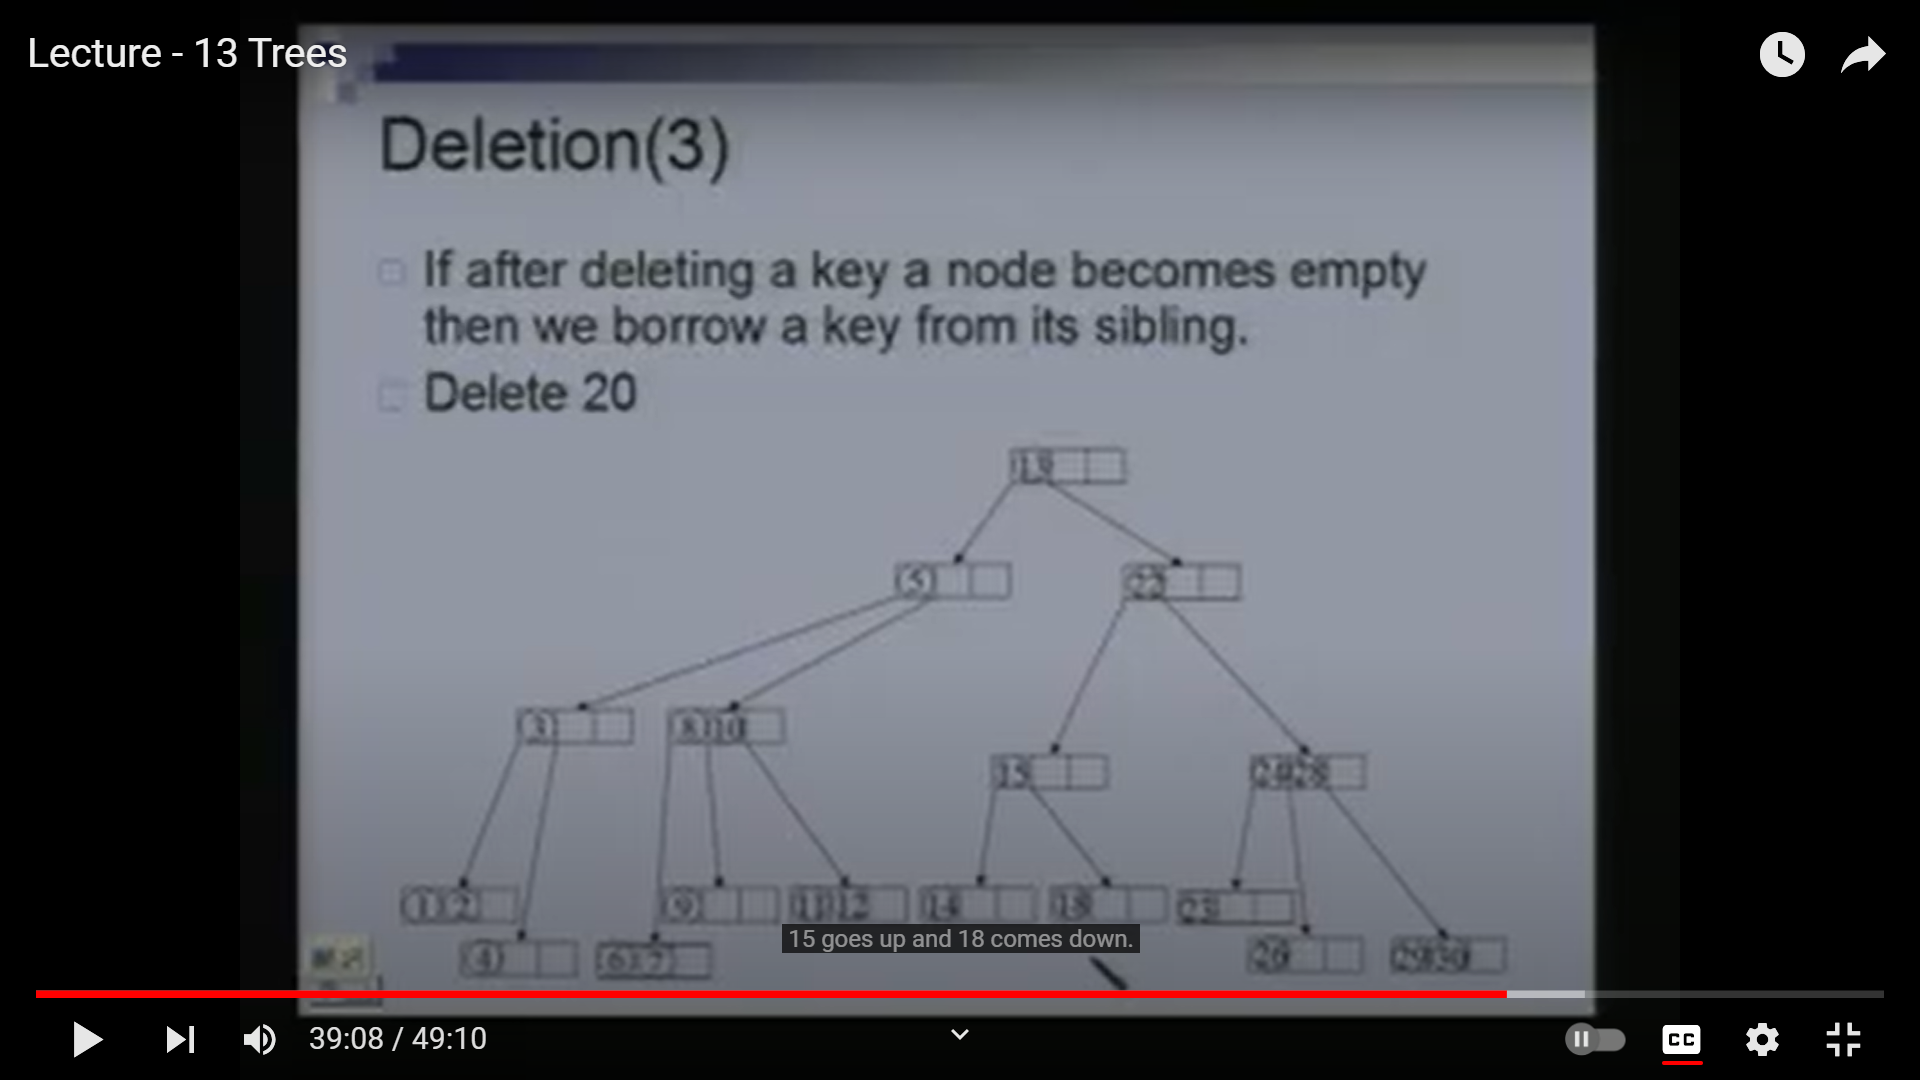 Lecture - 13 Trees
Deletion(3)
If after deleting a key a node becomes empty
then we borrow a key from its sibling.
Delete 20
13
5 22
3 8 10
15 24 28
1 2 9 11 12 14 18 23
15 goes up and 18 comes down.
4 6 7 26 29 30
39:08 / 49:10
CC